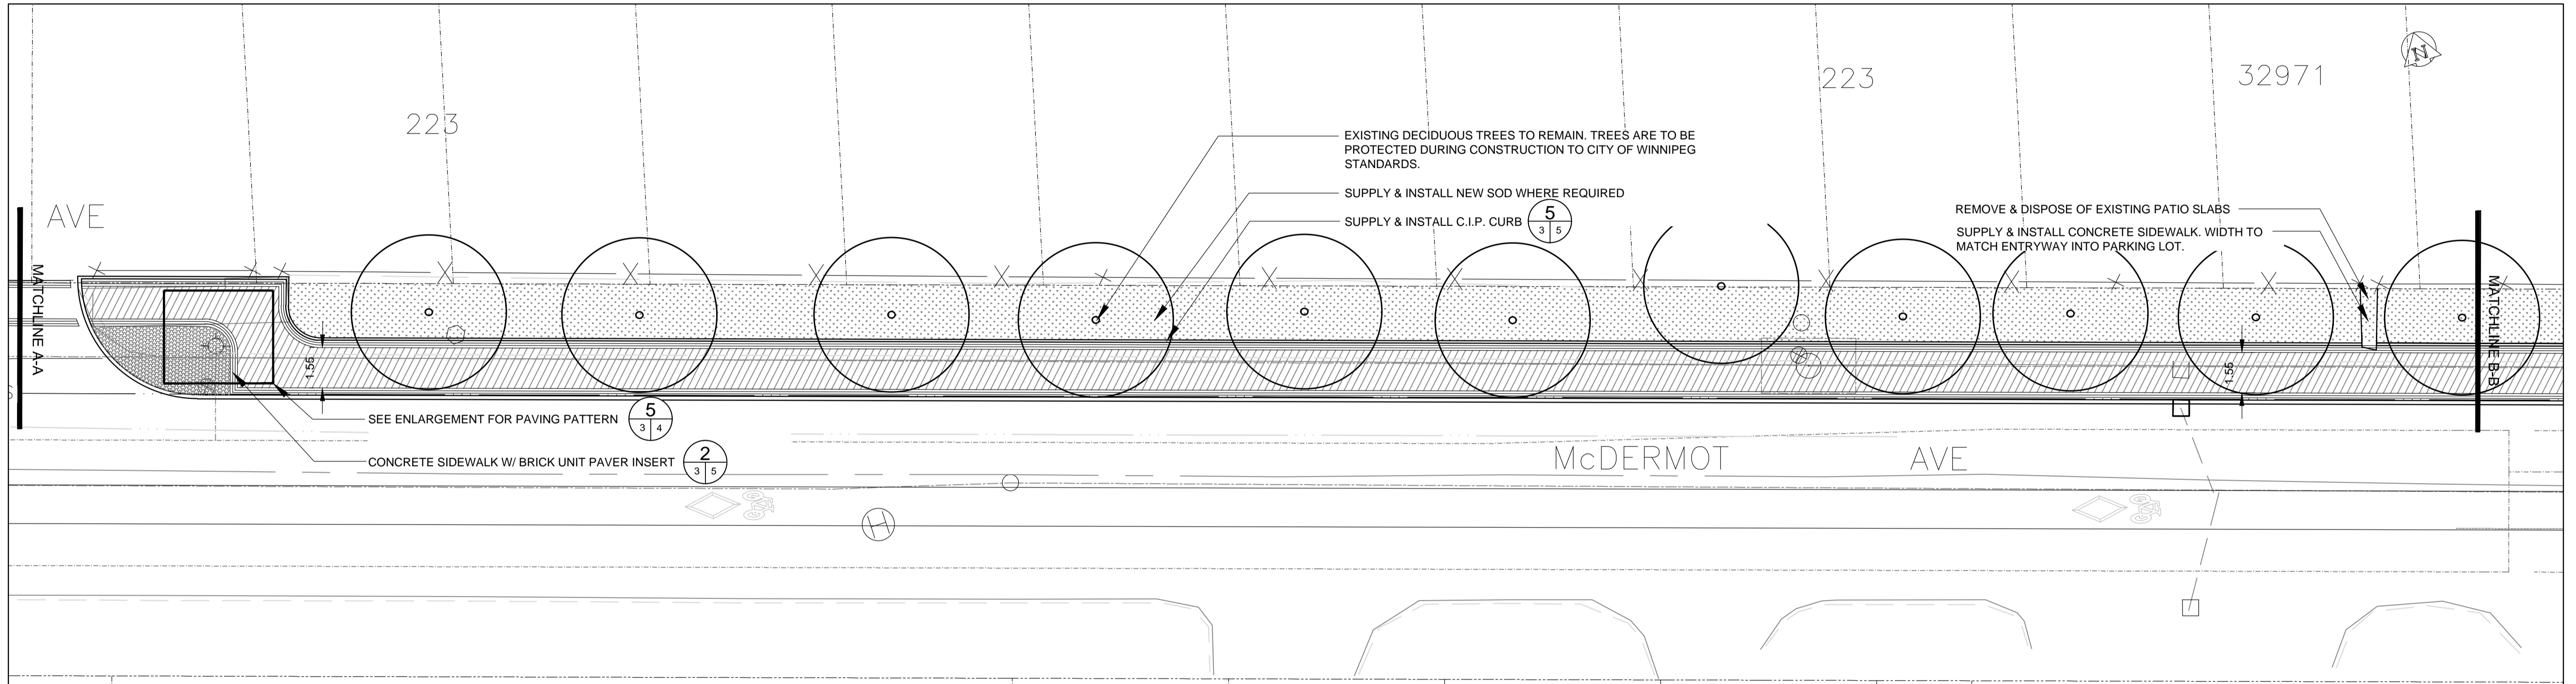 N
32971
223
223
EXISTING DECIDUOUS TREES TO REMAIN. TREES ARE TO BE
PROTECTED DURING CONSTRUCTION TO CITY OF WINNIPEG
STANDARDS.
SUPPLY & INSTALL NEW SOD WHERE REQUIRED
SUPPLY & INSTALL C.I.P. CURB
5
3 5
REMOVE & DISPOSE OF EXISTING PATIO SLABS
SUPPLY & INSTALL CONCRETE SIDEWALK. WIDTH TO
MATCH ENTRYWAY INTO PARKING LOT.
AVE
MATCHLINE A-A
MATCHLINE B-B
1.55
1.55
SEE ENLARGEMENT FOR PAVING PATTERN
5
3 4
CONCRETE SIDEWALK W/ BRICK UNIT PAVER INSERT
2
3 5
McDERMOT AVE
H